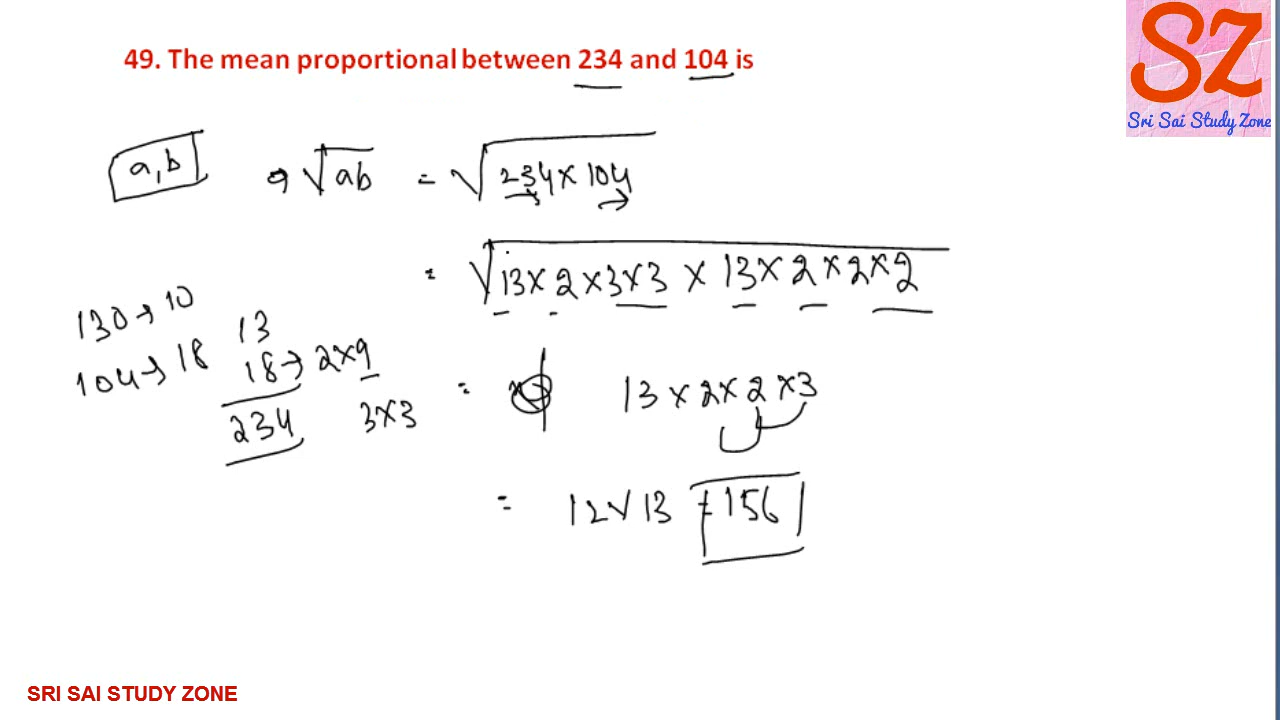 SZ
Sri Sai Study Zone
49. The mean proportional between 234 and 104 is
a,b → √ab = √234 × 104
= √13 × 2 × 3 × 3 × 13 × 2 × 2 × 2
130 → 10
104 → 18
13
18 → 2 × 9
234
3 × 3
= 13 × 2 × 2 × 3
= 12 × 13 = 156
SRI SAI STUDY ZONE